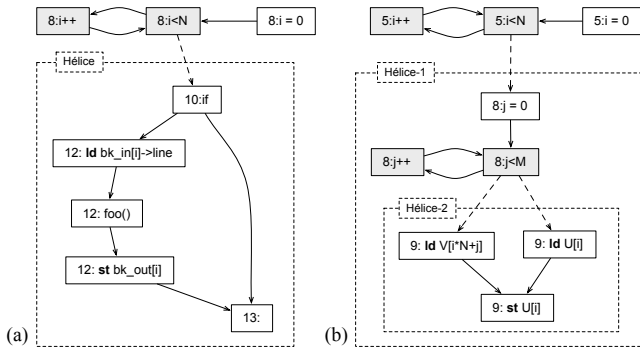 8:i++ 8:i<N 8:i = 0
Hélice
10:if
12: ld bk_in[i]->line
12: foo()
12: st bk_out[i]
13:
(a)
5:i++ 5:i<N 5:i = 0
Hélice-1
8:j = 0
8:j++ 8:j<M
Hélice-2
9: ld V[i*N+j] 9: ld U[i]
9: st U[i]
(b)